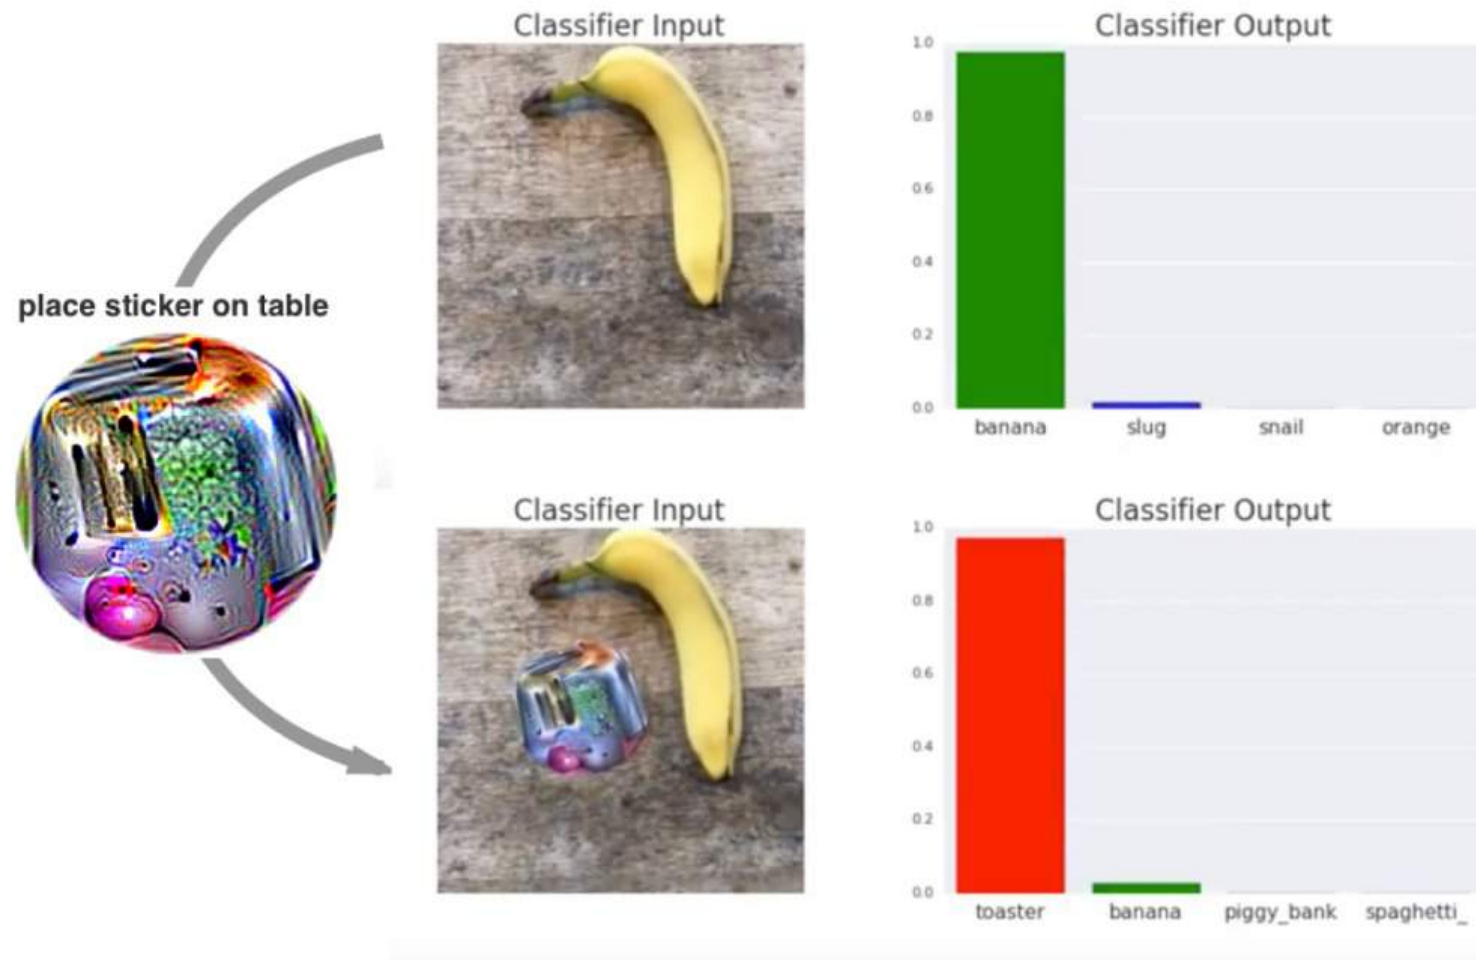 place sticker on table
Classifier Input
Classifier Output
1.0
0.8
0.6
0.4
0.2
0.0
banana slug snail orange
Classifier Input
Classifier Output
1.0
0.8
0.6
0.4
0.2
0.0
toaster banana piggy_bank spaghetti_